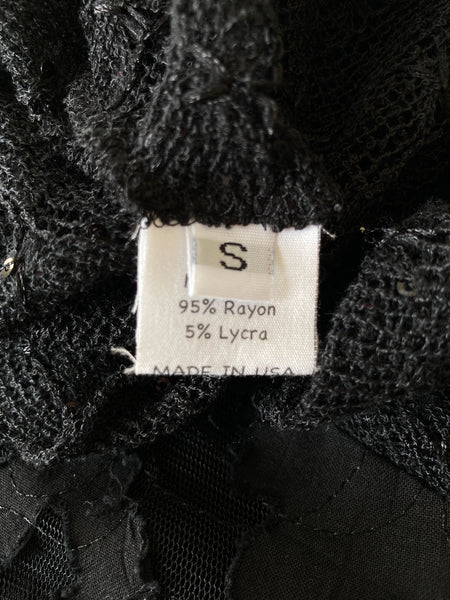 S
95% Rayon
5% Lycra
MADE IN USA